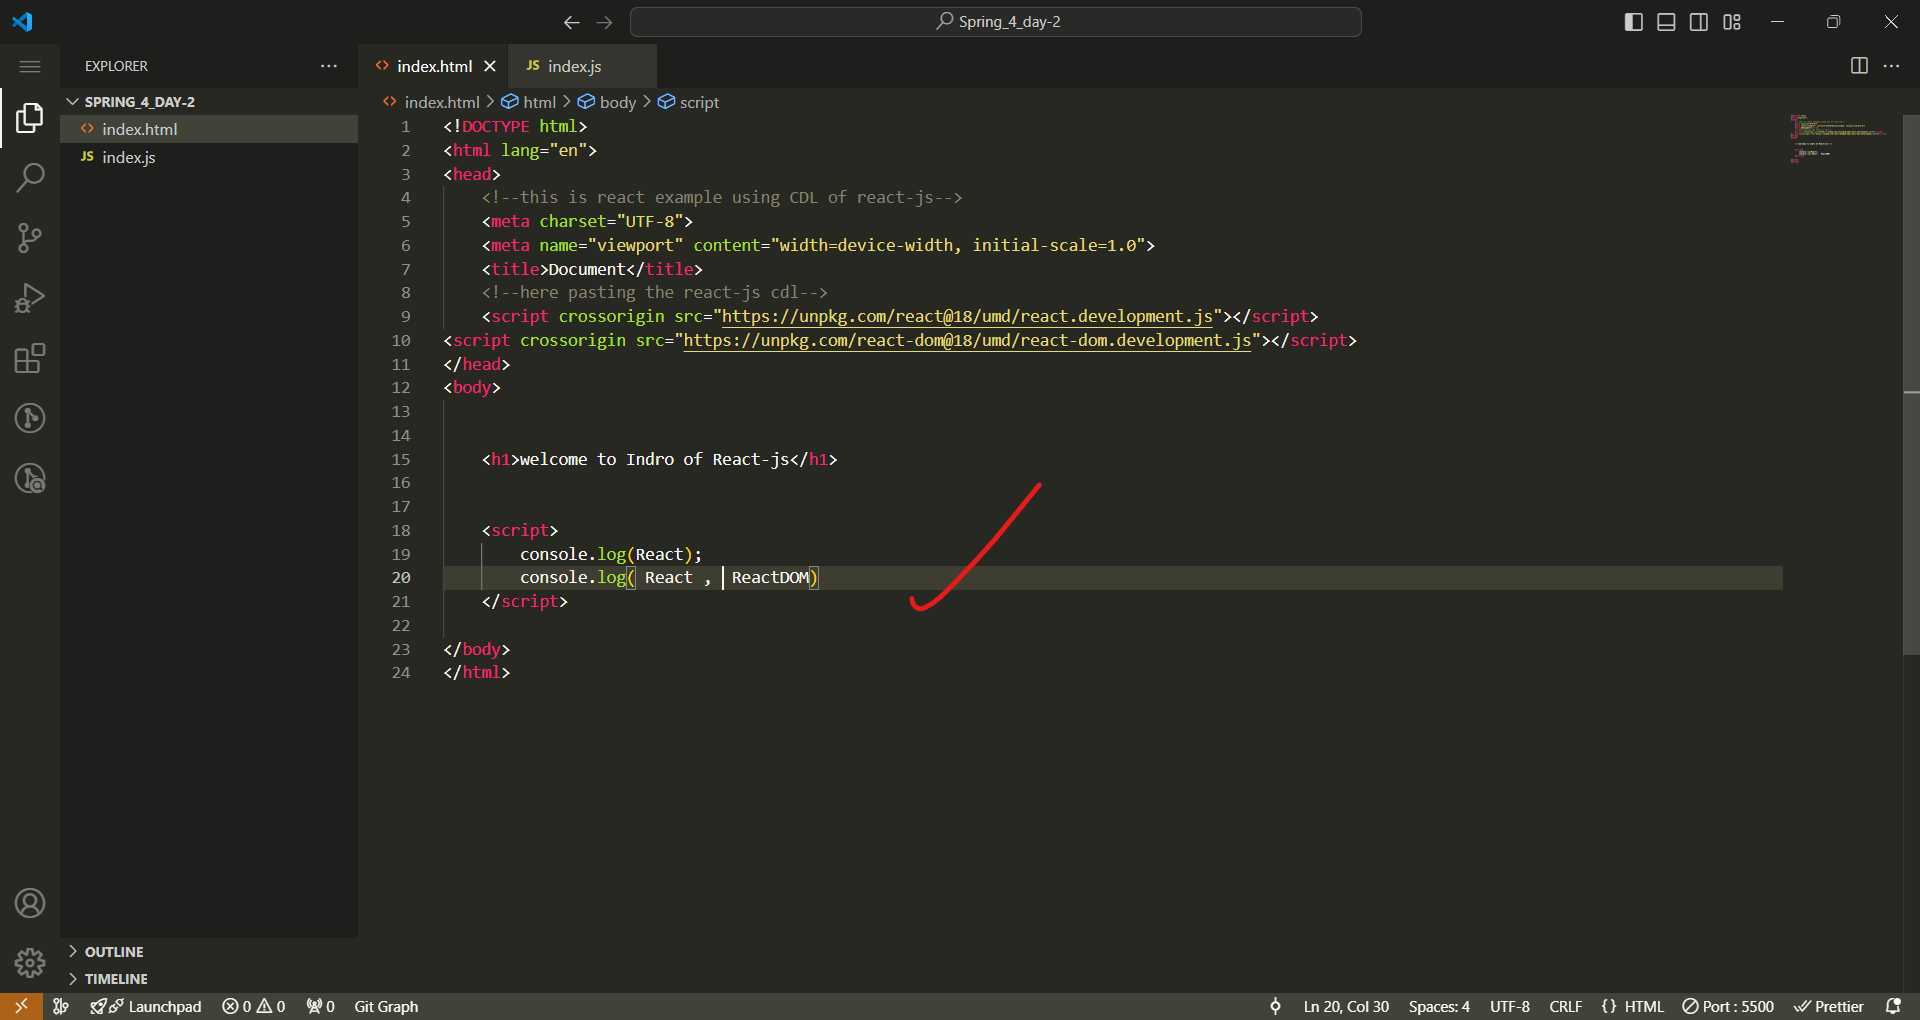 Spring_4_day-2
EXPLORER
index.html
JS index.js
SPRING_4_DAY-2
index.html
JS index.js
index.html > html > body > script
1 <!DOCTYPE html>
2 <html lang="en">
3 <head>
4 <!--this is react example using CDL of react-js-->
5 <meta charset="UTF-8">
6 <meta name="viewport" content="width=device-width, initial-scale=1.0">
7 <title>Document</title>
8 <!--here pasting the react-js cdl-->
9 <script crossorigin src="https://unpkg.com/react@18/umd/react.development.js"></script>
10 <script crossorigin src="https://unpkg.com/react-dom@18/umd/react-dom.development.js"></script>
11 </head>
12 <body>
13
14
15 <h1>welcome to Indro of React-js</h1>
16
17
18 <script>
19 console.log(React);
20 console.log( React , ReactDOM)
21 </script>
22
23 </body>
24 </html>
OUTLINE
TIMELINE
Launchpad 0 0 0 Git Graph Ln 20, Col 30 Spaces: 4 UTF-8 CRLF {} HTML Port : 5500 Prettier